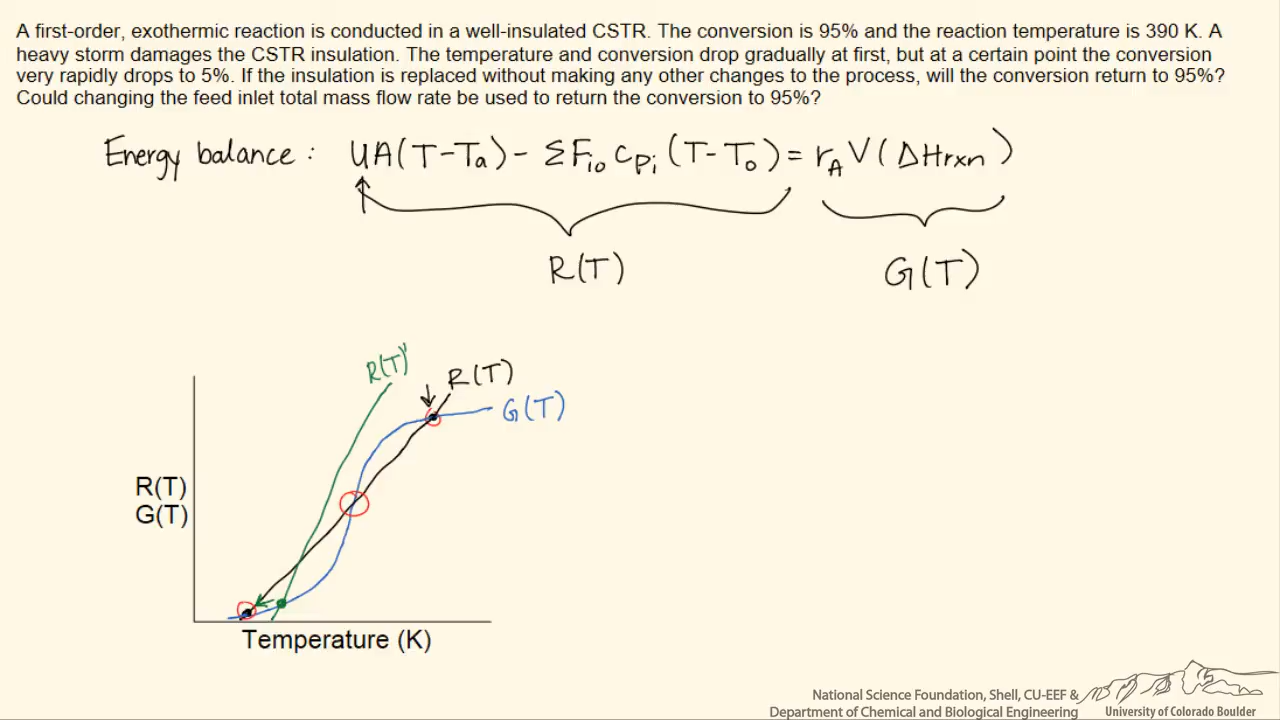 A first-order, exothermic reaction is conducted in a well-insulated CSTR. The conversion is 95% and the reaction temperature is 390 K. A
heavy storm damages the CSTR insulation. The temperature and conversion drop gradually at first, but at a certain point the conversion
very rapidly drops to 5%. If the insulation is replaced without making any other changes to the process, will the conversion return to 95%?
Could changing the feed inlet total mass flow rate be used to return the conversion to 95%?
Energy balance : UA(T-Ta) - ΣFio Cpi (T-To) = rA V (ΔHrxn)
R(T) G(T)
R(T)'
R(T)
G(T)
R(T)
G(T)
Temperature (K)
National Science Foundation, Shell, CU-EEF &
Department of Chemical and Biological Engineering
University of Colorado Boulder